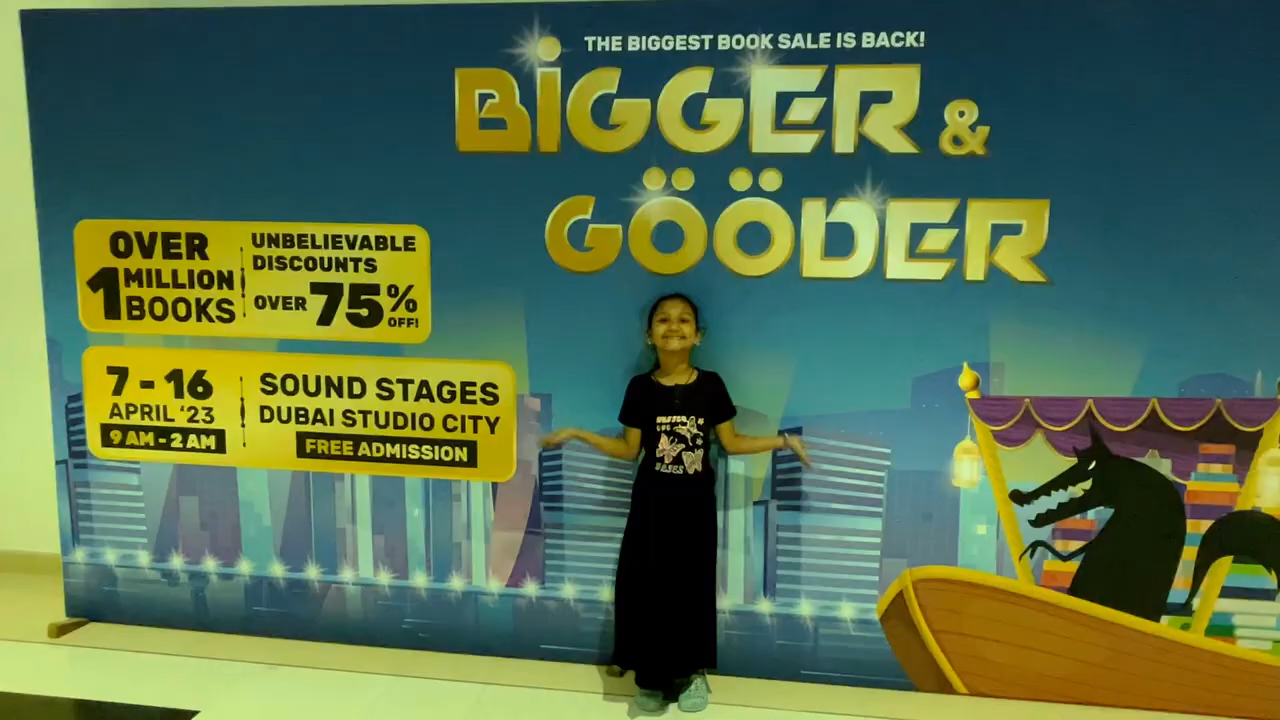 THE BIGGEST BOOK SALE IS BACK!
BiGGER &
GÖÖDER
OVER
1 MILLION
BOOKS
UNBELIEVABLE
DISCOUNTS
OVER 75%
OFF!
7 - 16
APRIL '23
9 AM - 2 AM
SOUND STAGES
DUBAI STUDIO CITY
FREE ADMISSION